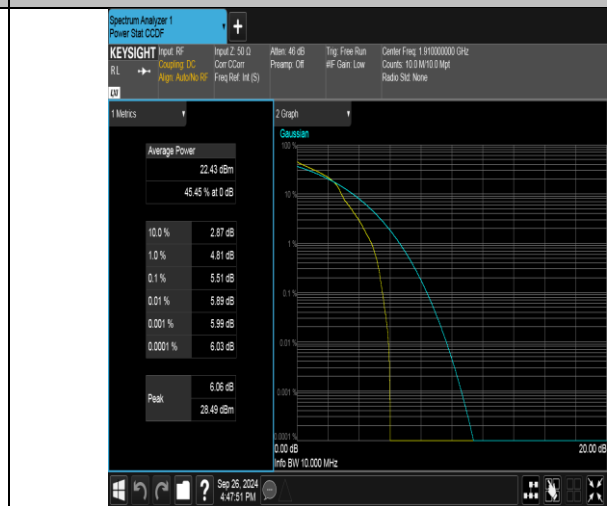 Spectrum Analyzer 1
Power Stat CCDF
+
KEYSIGHT Input: RF Input Z: 50 Ω Atten: 46 dB Trig: Free Run Center Freq: 1.910000000 GHz
RL Coupling: DC Corr CCorr Preamp: Off #IF Gain: Low Counts: 10.0 M/10.0 Mpt
Align: Auto/No RF Freq Ref: Int (S) Radio Std: None
1 Metrics
2 Graph
Average Power
22.43 dBm
45.45 % at 0 dB
10.0 % 2.87 dB
1.0 % 4.81 dB
0.1 % 5.51 dB
0.01 % 5.89 dB
0.001 % 5.99 dB
0.0001 % 6.03 dB
Peak
6.06 dB
28.49 dBm
Gaussian
100 %
10 %
1 %
0.1 %
0.01 %
0.001 %
0.0001 %
0.00 dB 20.00 dB
Info BW 10.000 MHz
? Sep 26, 2024
4:47:51 PM